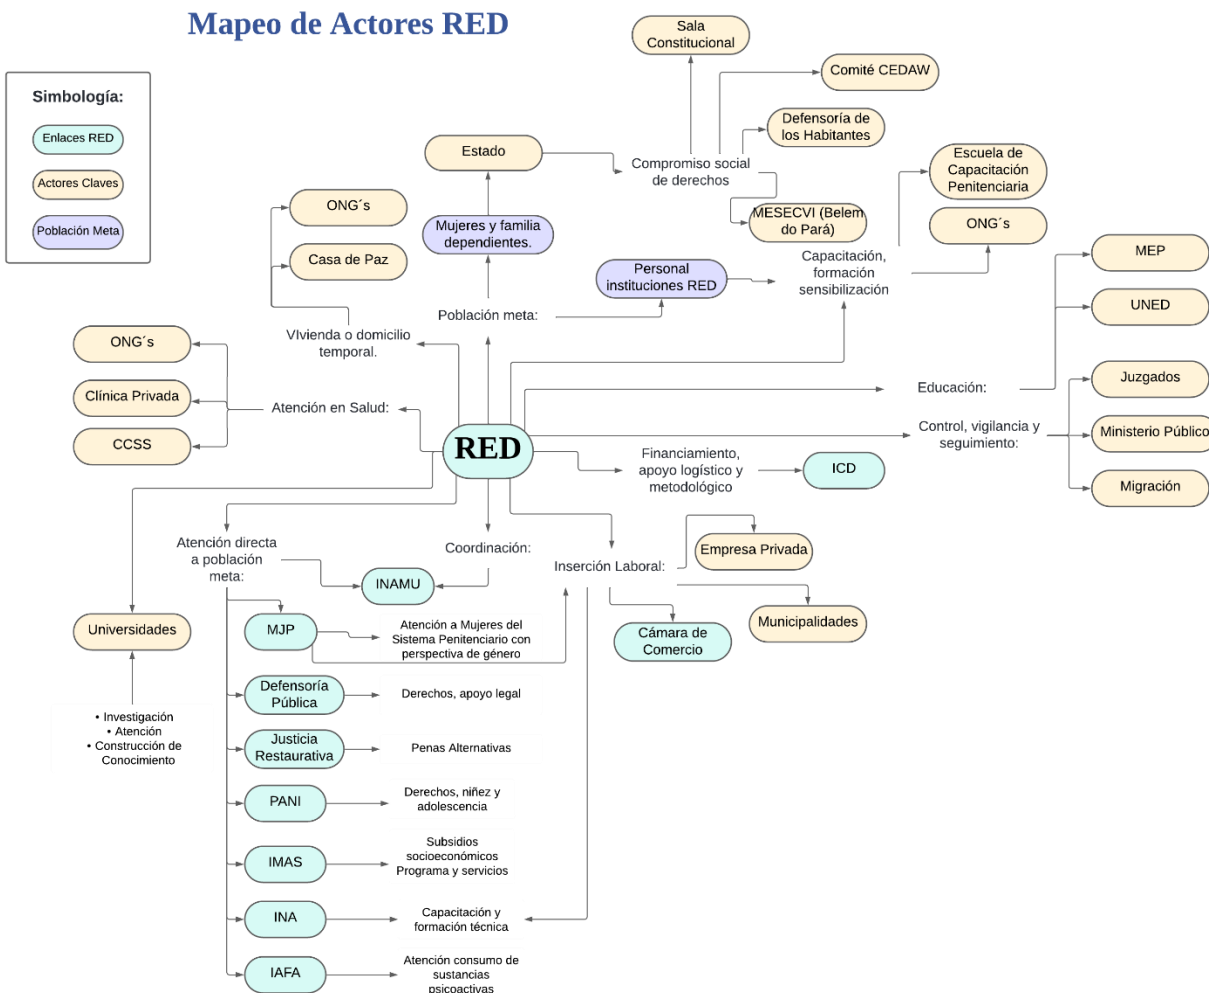 Mapeo de Actores RED
Simbología:
Enlaces RED
Actores Claves
Población Meta
Sala
Constitucional
Comité CEDAW
Defensoría de
los Habitantes
Estado
Compromiso social
de derechos
Escuela de
Capacitación
Penitenciaria
ONG´s
MESECVI (Belem
do Pará)
ONG´s
Mujeres y familia
dependientes.
Casa de Paz
Personal
instituciones RED
Capacitación,
formación
sensibilización
MEP
UNED
Población meta:
VIvienda o domicilio
temporal.
ONG´s
Clínica Privada
CCSS
Atención en Salud:
Educación:
Juzgados
Control, vigilancia y
seguimiento:
Ministerio Público
Migración
RED
Financiamiento,
apoyo logístico y
metodológico
ICD
Atención directa
a población
meta:
Coordinación:
INAMU
Inserción Laboral:
Empresa Privada
Municipalidades
Cámara de
Comercio
Universidades
• Investigación
• Atención
• Construcción de
Conocimiento
MJP
Atención a Mujeres del
Sistema Penitenciario con
perspectiva de género
Defensoría
Pública
Derechos, apoyo legal
Justicia
Restaurativa
Penas Alternativas
PANI
Derechos, niñez y
adolescencia
IMAS
Subsidios
socioeconómicos
Programa y servicios
INA
Capacitación y
formación técnica
IAFA
Atención consumo de
sustancias
psicoactivas